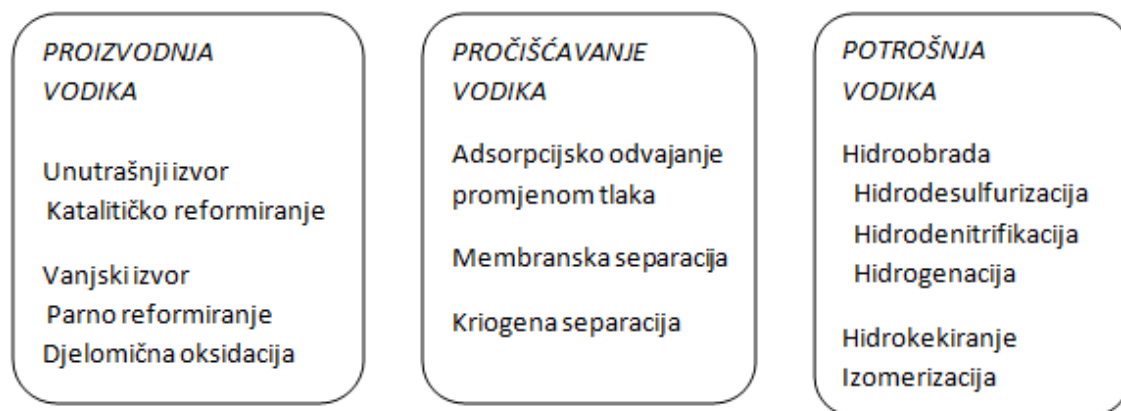 PROIZVODNJA
VODIKA
Unutrašnji izvor
Katalitičko reformiranje
Vanjski izvor
Parno reformiranje
Djelomična oksidacija
PROČIŠĆAVANJE
VODIKA
Adsorpcijsko odvajanje
promjenom tlaka
Membranska separacija
Kriogena separacija
POTROŠNJA
VODIKA
Hidroobrada
Hidrodesulfurizacija
Hidrodenitrifikacija
Hidrogenacija
Hidrokekiranje
Izomerizacija